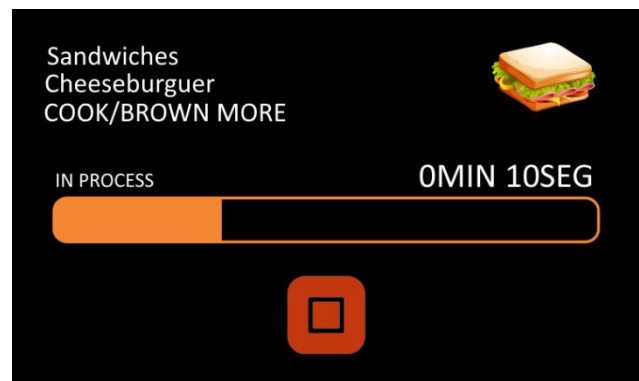 Sandwiches
Cheeseburguer
COOK/BROWN MORE
IN PROCESS
0MIN 10SEG